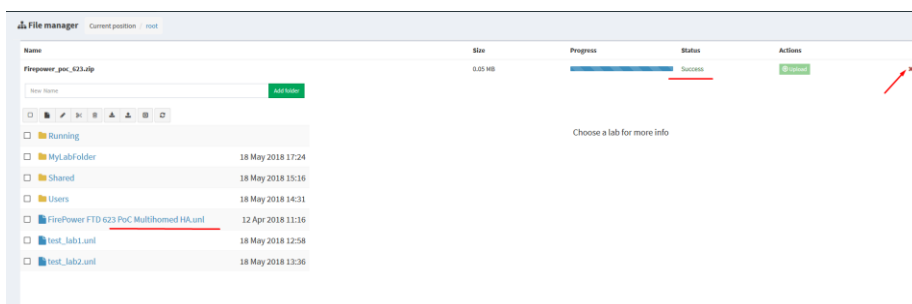 File manager Current position / root
Name Size Progress Status Actions
Firepower_poc_623.zip 0.05 MB Success Upload
New Name Add folder
Running
Choose a lab for more info
MyLabFolder 18 May 2018 17:24
Shared 18 May 2018 15:16
Users 18 May 2018 14:31
FirePower FTD 623 PoC Multihomed HA.unl 12 Apr 2018 11:16
test_lab1.unl 18 May 2018 12:58
test_lab2.unl 18 May 2018 13:36